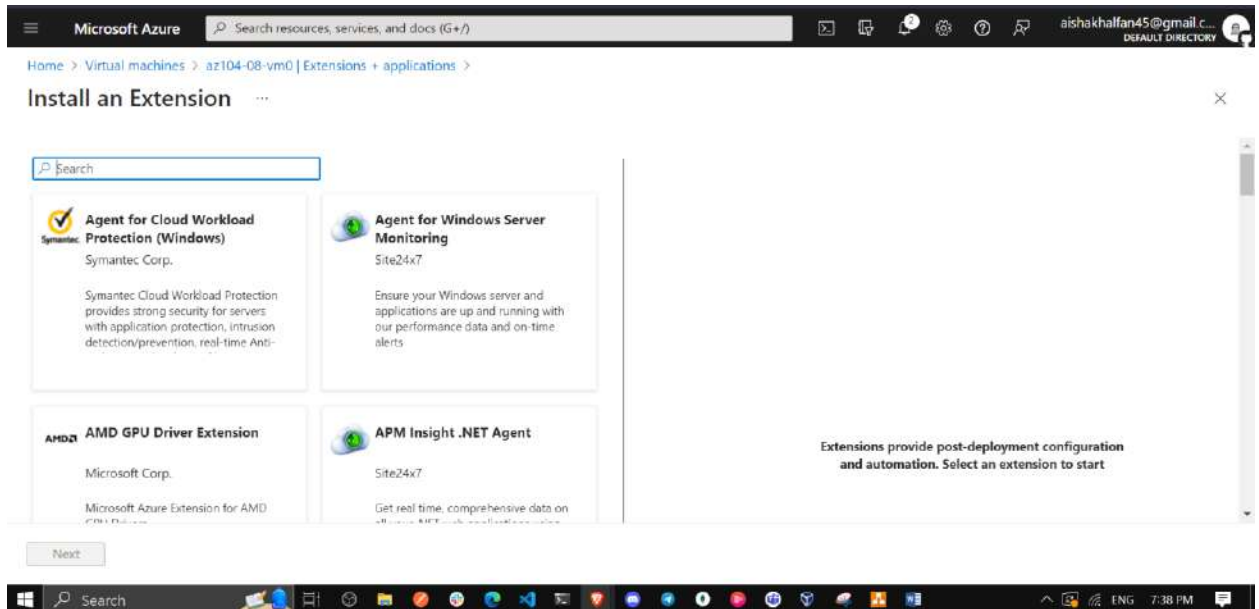 Microsoft Azure
Search resources, services, and docs (G+/)
2
aishakhalfan45@gmail.c...
DEFAULT DIRECTORY
Home > Virtual machines > az104-08-vm0 | Extensions + applications >
Install an Extension ...
Search
Symantec.
Agent for Cloud Workload
Protection (Windows)
Symantec Corp.
Symantec Cloud Workload Protection
provides strong security for servers
with application protection, intrusion
detection/prevention, real-time Anti-
Agent for Windows Server
Monitoring
Site24x7
Ensure your Windows server and
applications are up and running with
our performance data and on-time
alerts
AMD
AMD GPU Driver Extension
Microsoft Corp.
Microsoft Azure Extension for AMD
GPU Drivers
APM Insight .NET Agent
Site24x7
Get real time, comprehensive data on
Extensions provide post-deployment configuration
and automation. Select an extension to start
Next
Search
ENG
7:38 PM